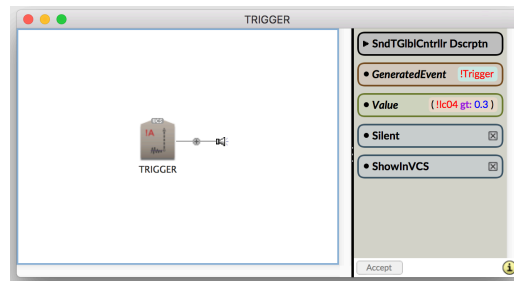 TRIGGER
!A
TRIGGER
SndTGlblCntrllr Dscrptn
GeneratedEvent !Trigger
Value (!lc04 gt: 0.3 )
Silent
ShowInVCS
Accept
i